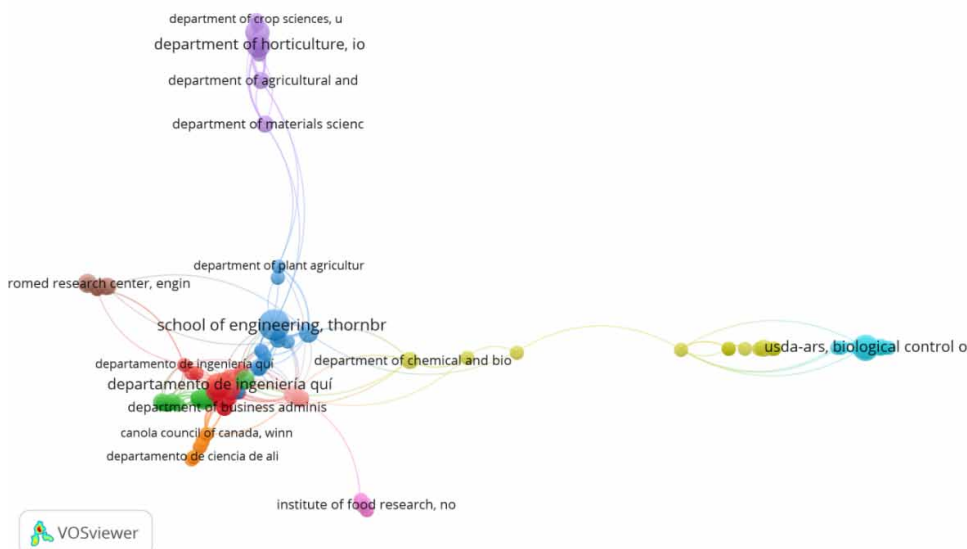 department of crop sciences, u
department of horticulture, io
department of agricultural and
department of materials scienc
department of plant agricultur
romed research center, engin
school of engineering, thornbr
usda-ars, biological control o
department of chemical and bio
departamento de ingeniería quí
departamento de ingeniería quí
department of business adminis
canola council of canada, winn
departamento de ciencia de ali
institute of food research, no
VOSviewer